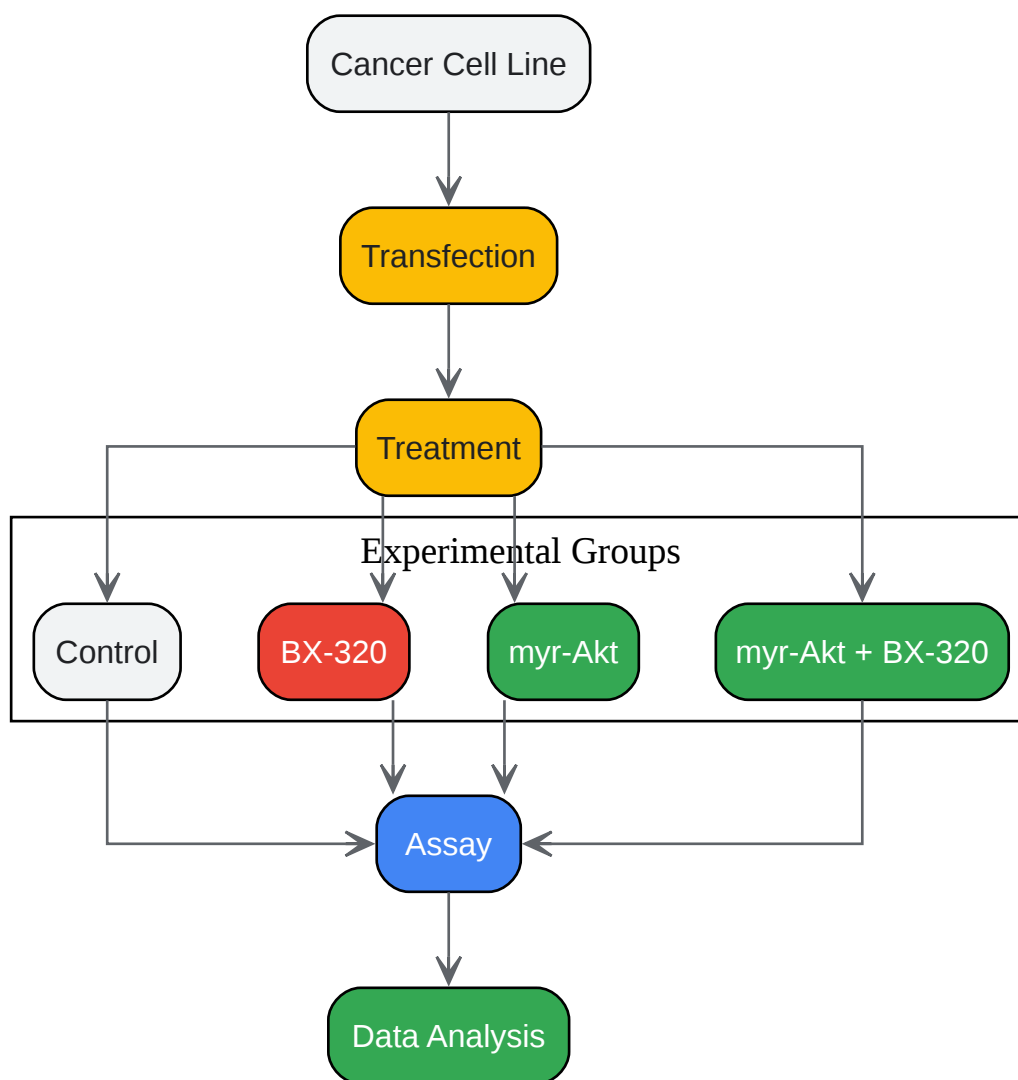 Cancer Cell Line
Transfection
Treatment
Experimental Groups
Control
BX-320
myr-Akt
myr-Akt + BX-320
Assay
Data Analysis